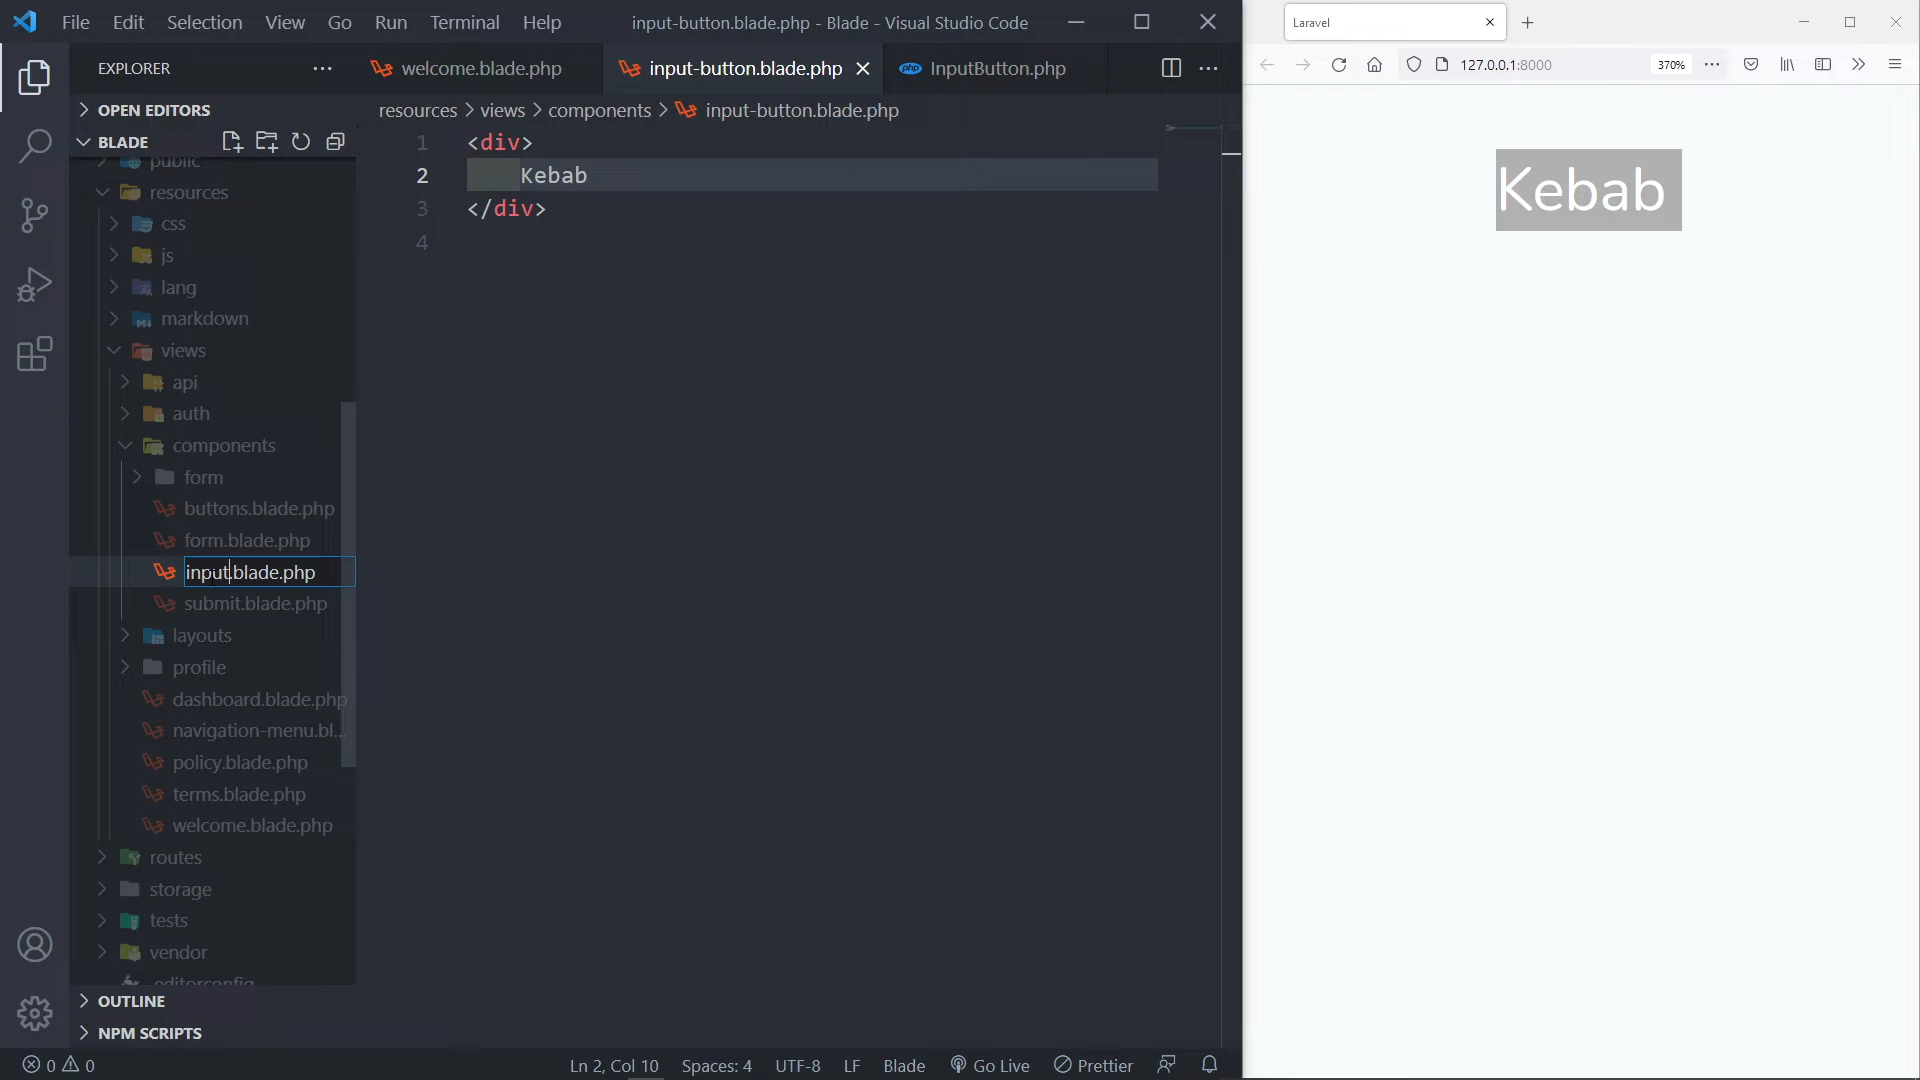 File Edit Selection View Go Run Terminal Help
input-button.blade.php - Blade - Visual Studio Code
EXPLORER
OPEN EDITORS
BLADE
public
resources
css
js
lang
markdown
views
api
auth
components
form
buttons.blade.php
form.blade.php
input.blade.php
submit.blade.php
layouts
profile
dashboard.blade.php
navigation-menu.bl...
policy.blade.php
terms.blade.php
welcome.blade.php
routes
storage
tests
vendor
.editorconfig
OUTLINE
NPM SCRIPTS
welcome.blade.php
input-button.blade.php
php InputButton.php
resources > views > components > input-button.blade.php
1 <div>
2 Kebab
3 </div>
4
0 0
Ln 2, Col 10 Spaces: 4 UTF-8 LF Blade Go Live Prettier
Laravel
127.0.0.1:8000 370%
Kebab